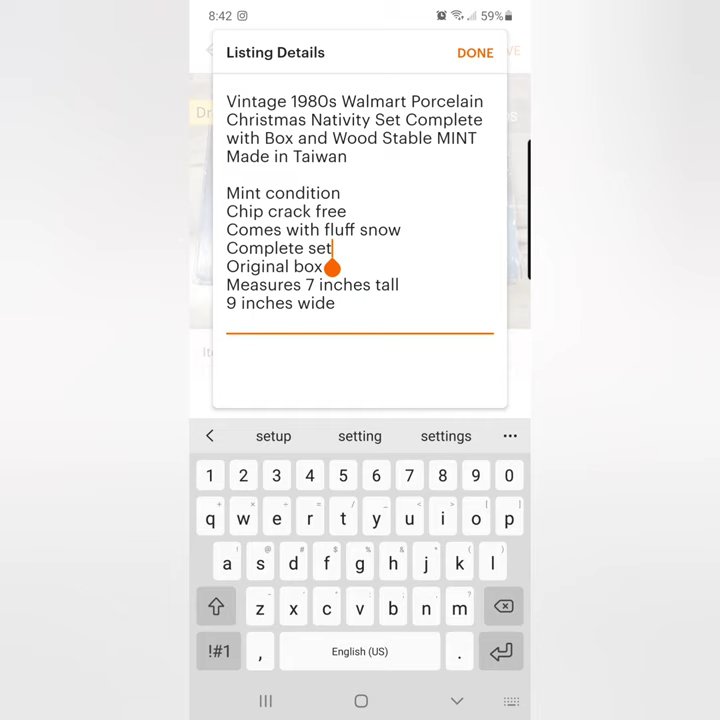 8:42
59%
VE
Listing Details
DONE
Dr
Vintage 1980s Walmart Porcelain
Christmas Nativity Set Complete
with Box and Wood Stable MINT
Made in Taiwan
Mint condition
Chip crack free
Comes with fluff snow
Complete set
Original box
Measures 7 inches tall
9 inches wide
setup setting settings
1 2 3 4 5 6 7 8 9 0
+ × ÷ = / _ < > [ ]
q w e r t y u i o p
! @ # $ % ^ & * ( )
a s d f g h j k l
- ' " : ; , ?
z x c v b n m
!#1 , English (US) .